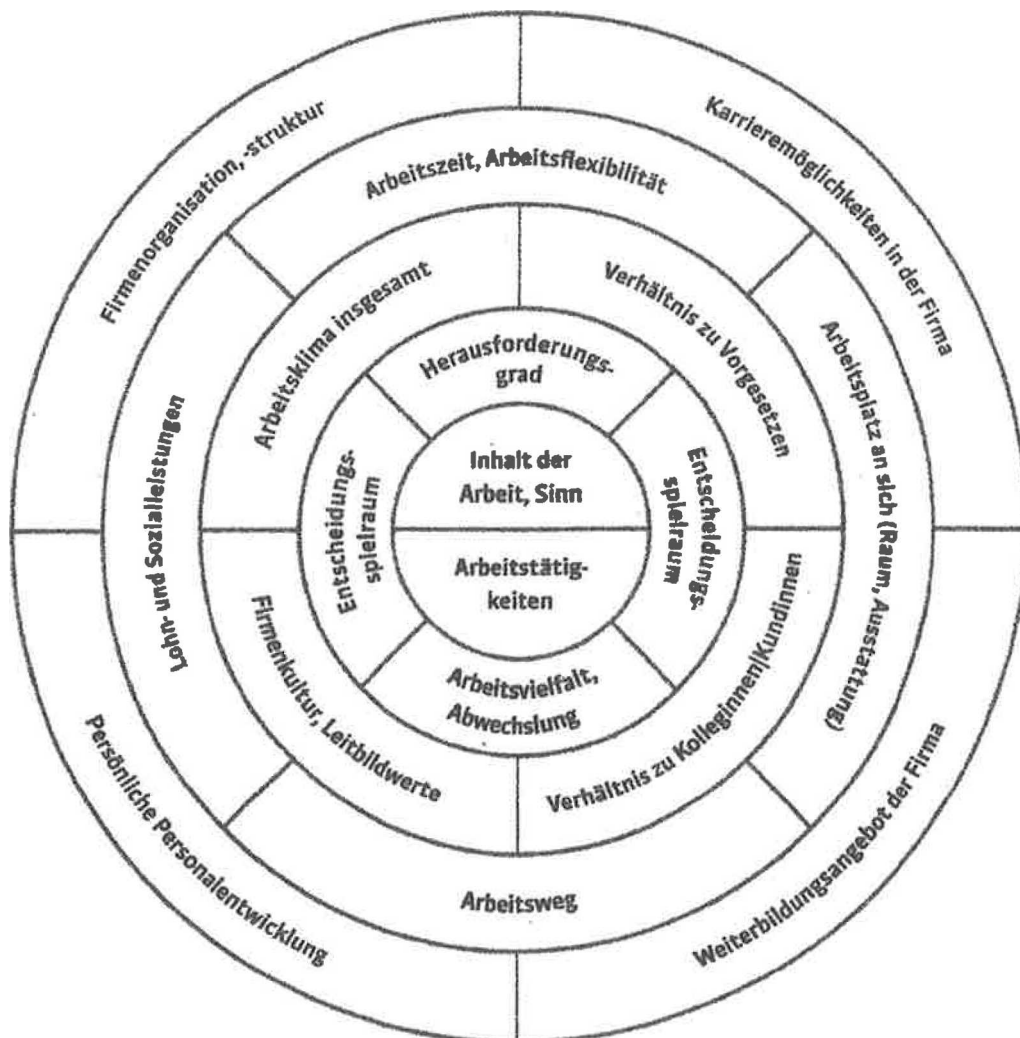 Firmenorganisation, -struktur
Karrieremöglichkeiten in der Firma
Arbeitszeit, Arbeitsflexibilität
Arbeitsklima insgesamt
Verhältnis zu Vorgesetzen
Herausforderungs-
grad
Lohn- und Sozialleistungen
Entscheidungs-
spielraum
Inhalt der
Arbeit, Sinn
Entscheidungs-
spielraum
Arbeitsplatz an sich (Raum, Ausstattung)
Arbeitstätig-
keiten
Arbeitsvielfalt,
Abwechslung
Firmenkultur, Leitbildwerte
Verhältnis zu Kolleginnen/Kundinnen
Arbeitsweg
Persönliche Personalentwicklung
Weiterbildungsangebot der Firma